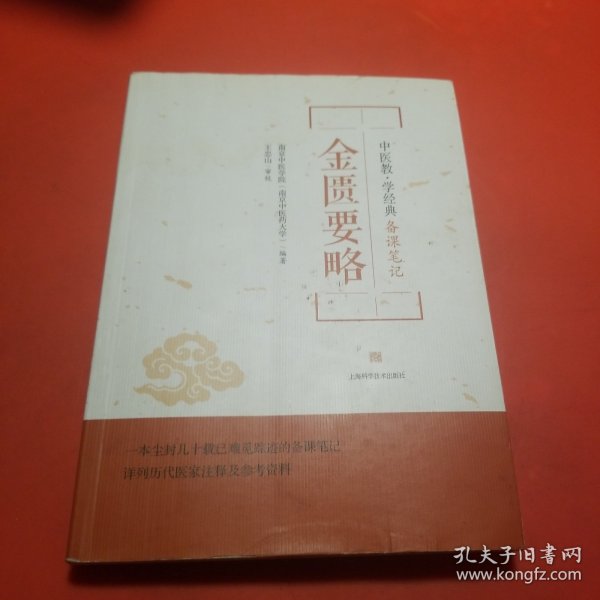 中医教·学经典备课笔记
金匮要略
南京中医学院(南京中医药大学) 编著
王忠山 审校
上海科学技术出版社
一本尘封几十载已难觅踪迹的备课笔记
详列历代医家注释及参考资料
孔夫子旧书网
www.kongfz.com